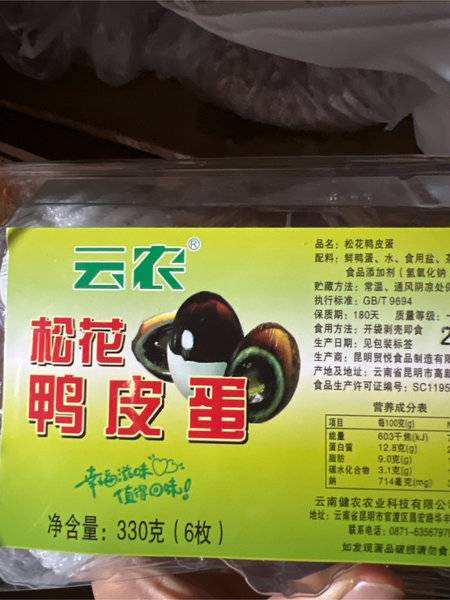 云农®
松花
鸭皮蛋
幸福滋味
值得回味!
净含量：330克（6枚）
品名：松花鸭皮蛋
配料：鲜鸭蛋、水、食用盐、
食品添加剂（氢氧化钠
贮藏方法：常温、通风阴凉处保
执行标准：GB/T 9694
保质期：180天 质量等级：一
食用方法：开袋剥壳即食
生产日期：见包装标签
生产商：昆明贺悦食品制造有限
产地及地址：云南省昆明市高
食品生产许可证编号：SC1195
营养成分表
项目 每100克(g)
能量 603千焦(kJ)
蛋白质 12.8克(g)
脂肪 9.0克(g)
碳水化合物 3.1克(g)
钠 714毫克(mg)
云南健农农业科技有限公司
地址：云南省昆明市官渡区昌宏路华丰
联系电话：0871-6356797
如发现漏品破损请勿食